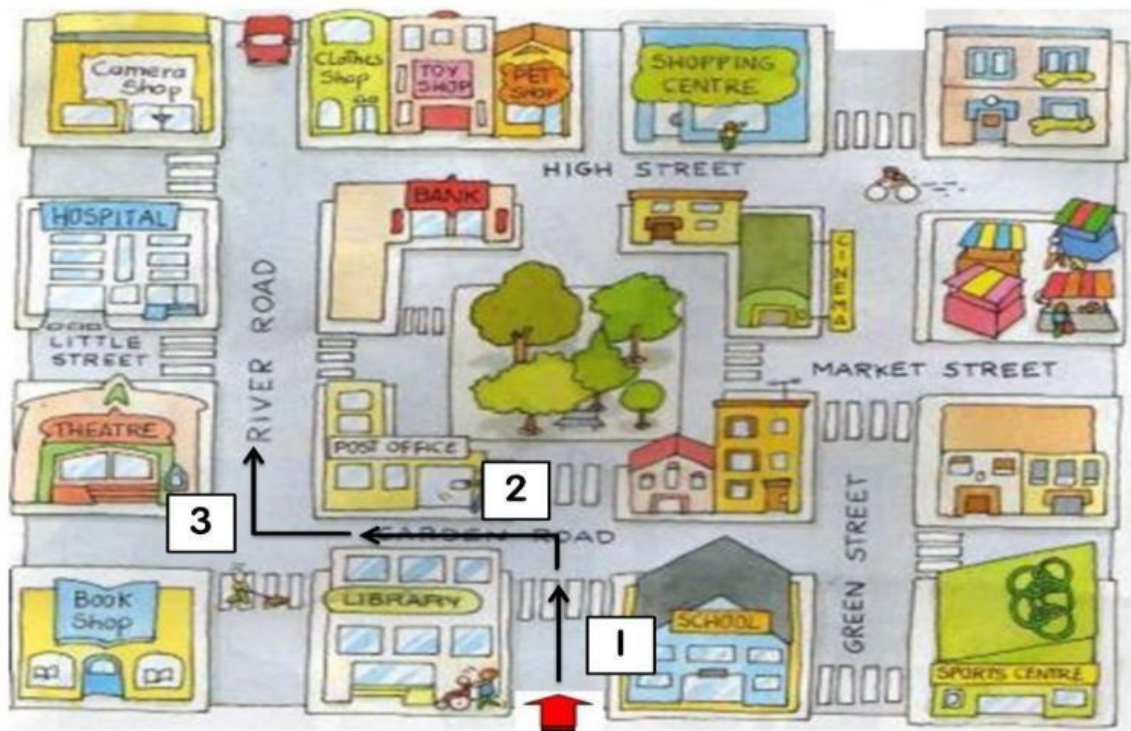 Camera
Shop
Clothes
Shop
TOY
SHOP
PET
SHOP
SHOPPING
CENTRE
HIGH STREET
HOSPITAL
BANK
CINEMA
RIVER ROAD
LITTLE
STREET
MARKET STREET
THEATRE
POST OFFICE
2
3
GARDEN ROAD
GREEN STREET
Book
Shop
LIBRARY
SCHOOL
1
SPORTS CENTRE